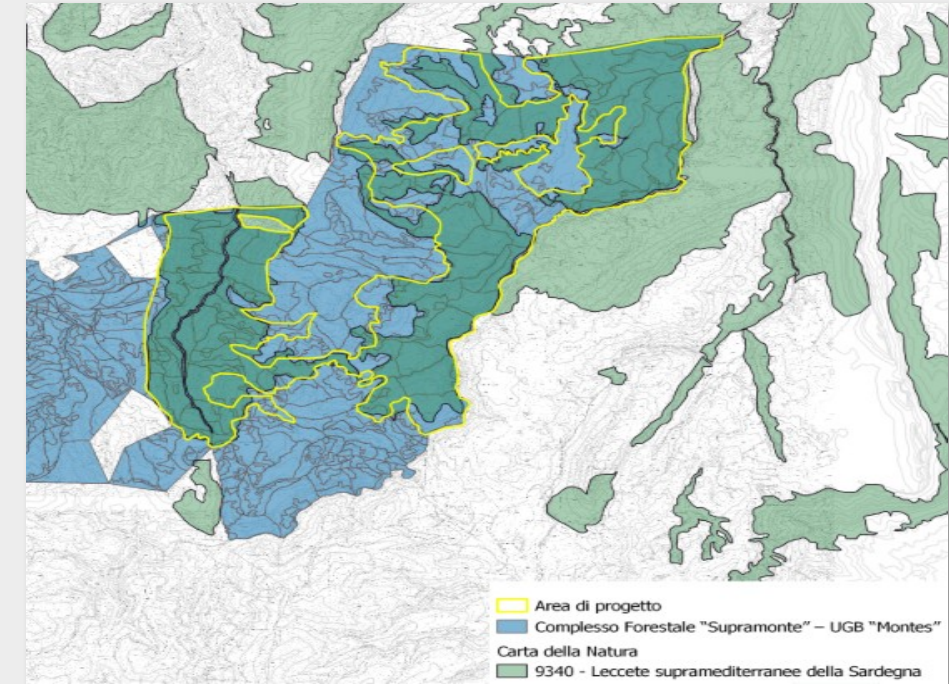 Area di progetto
Complesso Forestale “Supramonte” – UGB “Montes”
Carta della Natura
9340 - Leccete supramediterranee della Sardegna